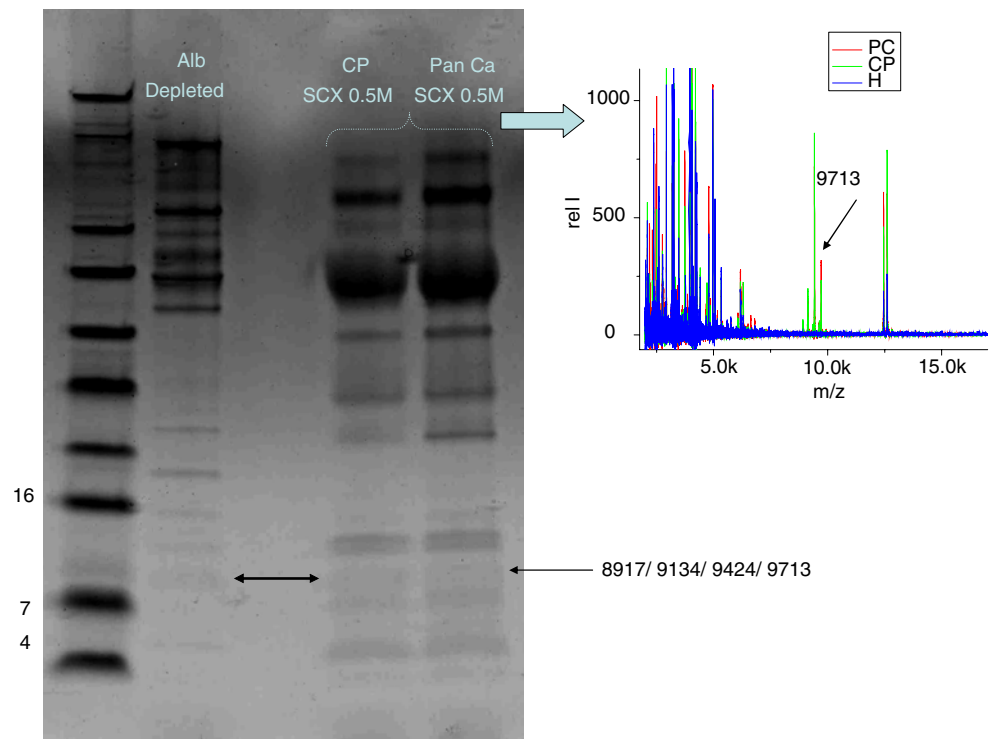 Alb
Depleted
CP
SCX 0.5M
Pan Ca
SCX 0.5M
16
7
4
8917/ 9134/ 9424/ 9713
PC
CP
H
1000
500
0
rel I
9713
5.0k
10.0k
15.0k
m/z